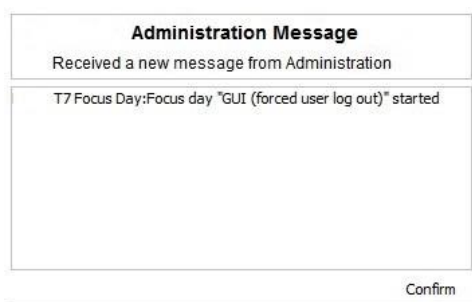 Administration Message
Received a new message from Administration
T7 Focus Day:Focus day "GUI (forced user log out)" started
Confirm